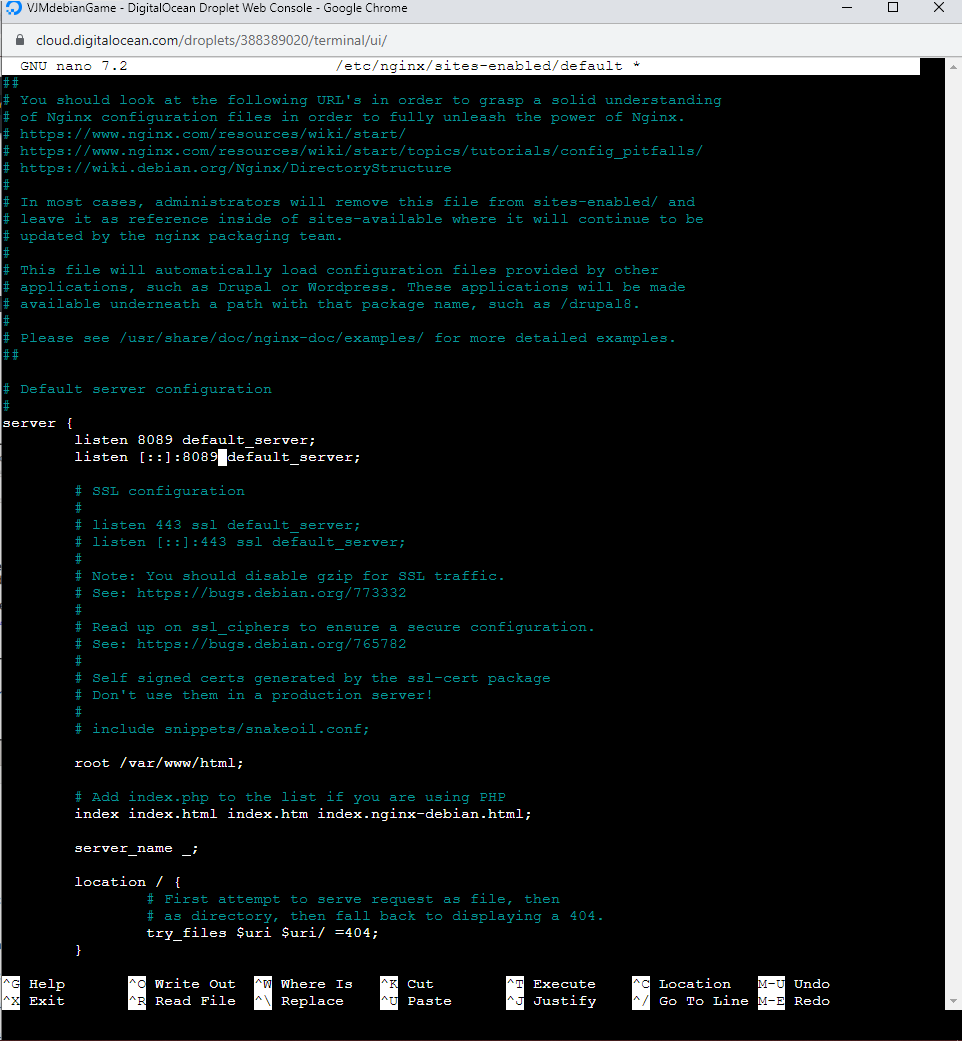 VJMdebianGame - DigitalOcean Droplet Web Console - Google Chrome
cloud.digitalocean.com/droplets/388389020/terminal/ui/
GNU nano 7.2 /etc/nginx/sites-enabled/default *
##
# You should look at the following URL's in order to grasp a solid understanding
# of Nginx configuration files in order to fully unleash the power of Nginx.
# https://www.nginx.com/resources/wiki/start/
# https://www.nginx.com/resources/wiki/start/topics/tutorials/config_pitfalls/
# https://wiki.debian.org/Nginx/DirectoryStructure
#
# In most cases, administrators will remove this file from sites-enabled/ and
# leave it as reference inside of sites-available where it will continue to be
# updated by the nginx packaging team.
#
# This file will automatically load configuration files provided by other
# applications, such as Drupal or Wordpress. These applications will be made
# available underneath a path with that package name, such as /drupal8.
#
# Please see /usr/share/doc/nginx-doc/examples/ for more detailed examples.
##
# Default server configuration
#
server {
listen 8089 default_server;
listen [::]:8089 default_server;
# SSL configuration
#
# listen 443 ssl default_server;
# listen [::]:443 ssl default_server;
#
# Note: You should disable gzip for SSL traffic.
# See: https://bugs.debian.org/773332
#
# Read up on ssl_ciphers to ensure a secure configuration.
# See: https://bugs.debian.org/765782
#
# Self signed certs generated by the ssl-cert package
# Don't use them in a production server!
#
# include snippets/snakeoil.conf;
root /var/www/html;
# Add index.php to the list if you are using PHP
index index.html index.htm index.nginx-debian.html;
server_name _;
location / {
# First attempt to serve request as file, then
# as directory, then fall back to displaying a 404.
try_files $uri $uri/ =404;
}
^G Help ^O Write Out ^W Where Is ^K Cut ^T Execute ^C Location M-U Undo
^X Exit ^R Read File ^\ Replace ^U Paste ^J Justify ^/ Go To Line M-E Redo